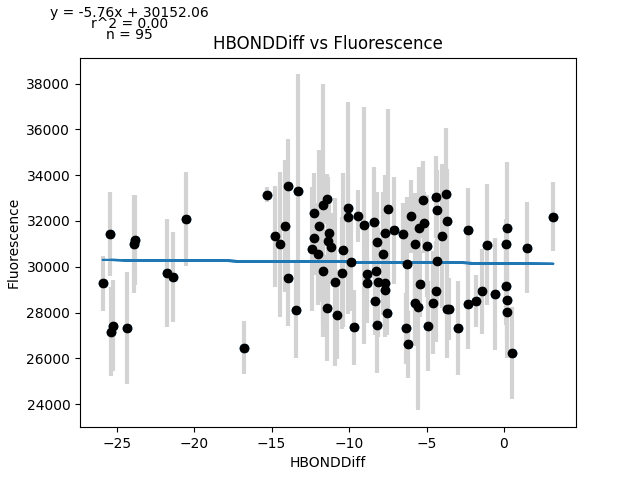 y = -5.76x + 30152.06
r^2 = 0.00
n = 95
HBONDDiff vs Fluorescence
38000
36000
34000
32000
30000
28000
26000
24000
Fluorescence
−25 −20 −15 −10 −5 0
HBONDDiff